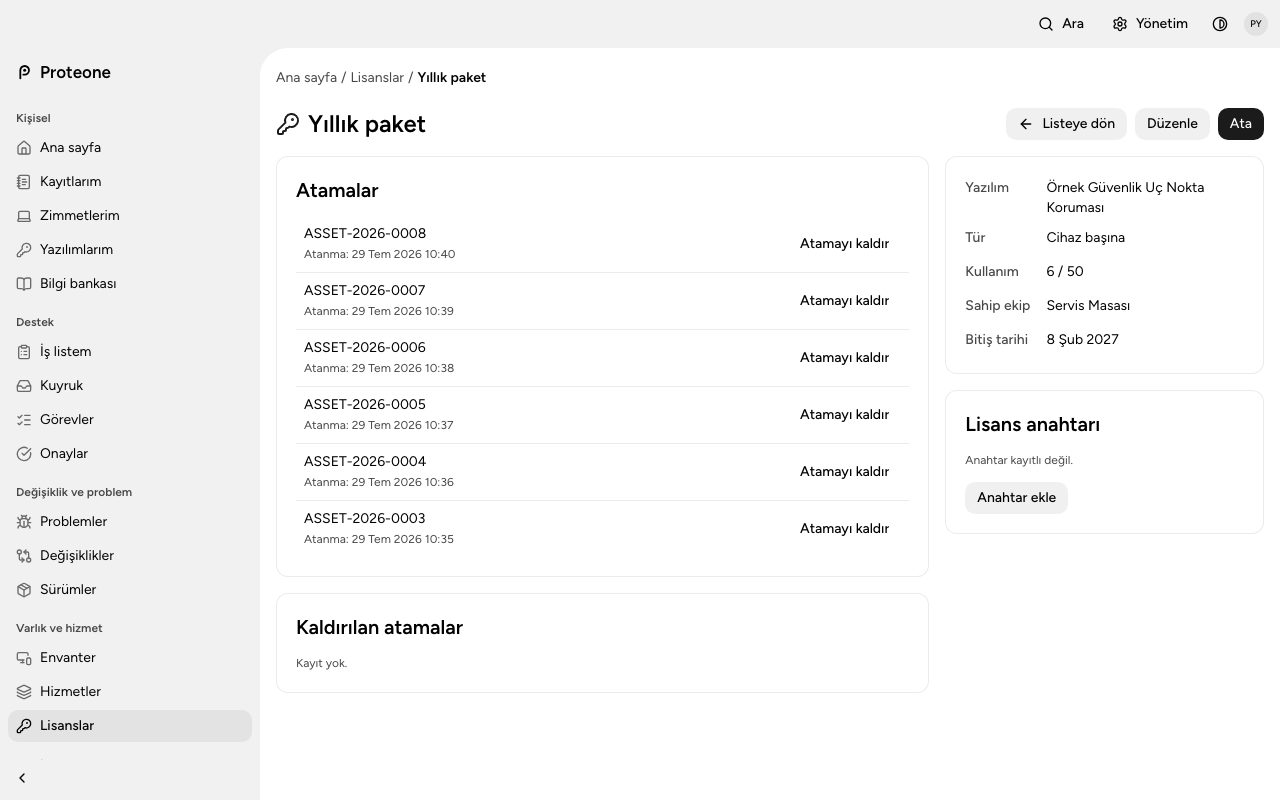 Ara
Yönetim
PY
Proteone
Kişisel
Ana sayfa
Kayıtlarım
Zimmetlerim
Yazılımlarım
Bilgi bankası
Destek
İş listem
Kuyruk
Görevler
Onaylar
Değişiklik ve problem
Problemler
Değişiklikler
Sürümler
Varlık ve hizmet
Envanter
Hizmetler
Lisanslar
Ana sayfa / Lisanslar / Yıllık paket
Yıllık paket
Listeye dön
Düzenle
Ata
Atamalar
ASSET-2026-0008
Atanma: 29 Tem 2026 10:40
Atamayı kaldır
ASSET-2026-0007
Atanma: 29 Tem 2026 10:39
Atamayı kaldır
ASSET-2026-0006
Atanma: 29 Tem 2026 10:38
Atamayı kaldır
ASSET-2026-0005
Atanma: 29 Tem 2026 10:37
Atamayı kaldır
ASSET-2026-0004
Atanma: 29 Tem 2026 10:36
Atamayı kaldır
ASSET-2026-0003
Atanma: 29 Tem 2026 10:35
Atamayı kaldır
Kaldırılan atamalar
Kayıt yok.
Yazılım Örnek Güvenlik Uç Nokta
Koruması
Tür Cihaz başına
Kullanım 6 / 50
Sahip ekip Servis Masası
Bitiş tarihi 8 Şub 2027
Lisans anahtarı
Anahtar kayıtlı değil.
Anahtar ekle